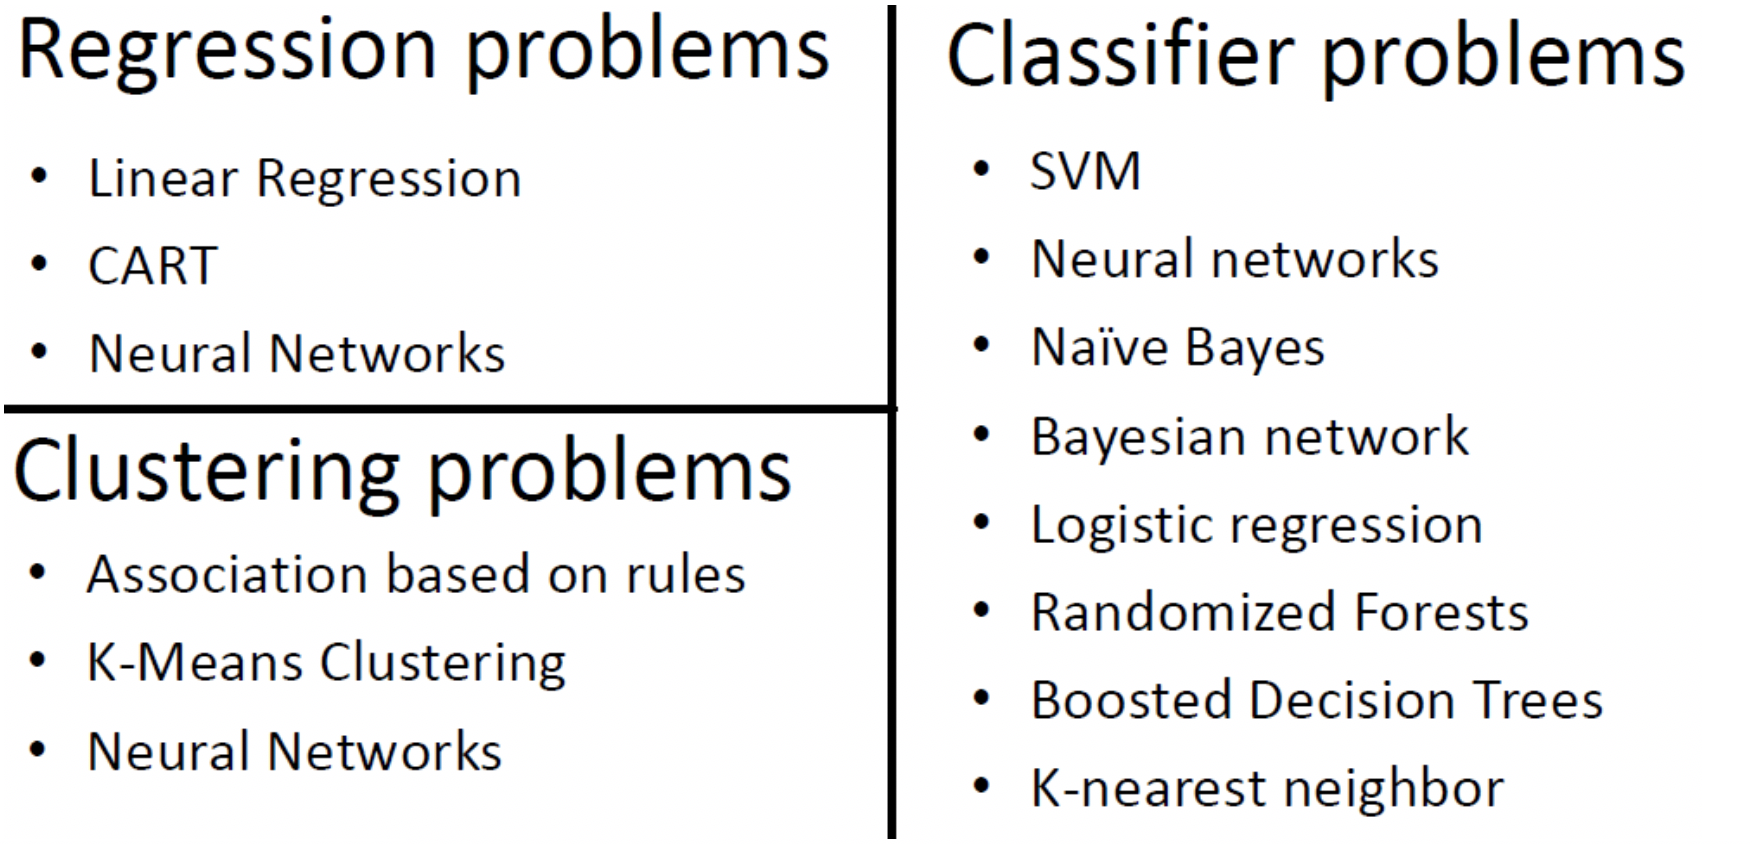 Regression problems
• Linear Regression
• CART
• Neural Networks
Clustering problems
• Association based on rules
• K-Means Clustering
• Neural Networks
Classifier problems
• SVM
• Neural networks
• Naïve Bayes
• Bayesian network
• Logistic regression
• Randomized Forests
• Boosted Decision Trees
• K-nearest neighbor